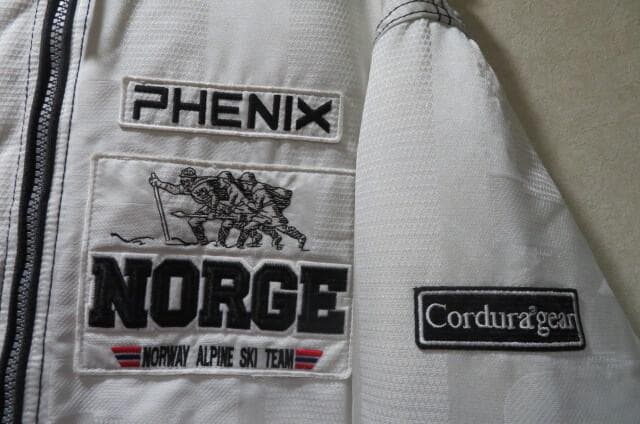 PHENIX
NORGE
NORWAY ALPINE SKI TEAM
Cordura gear